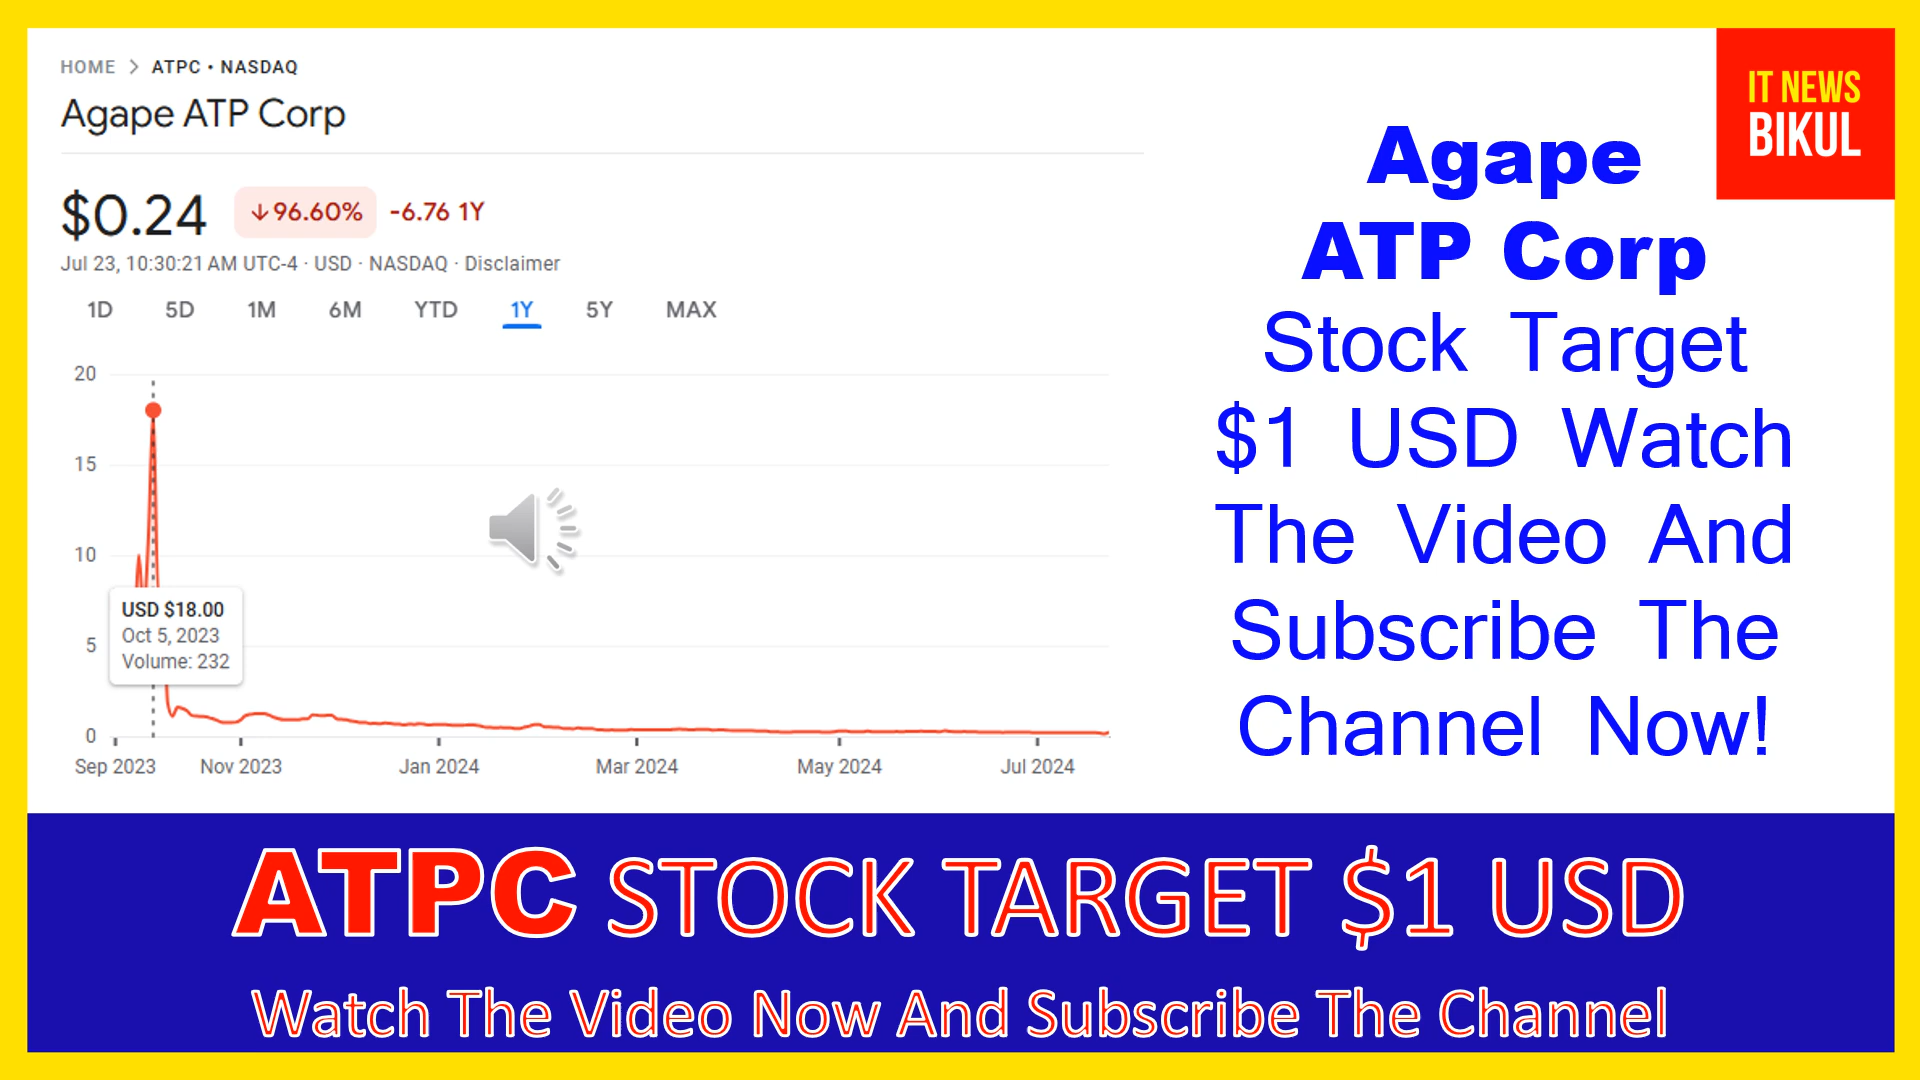 HOME > ATPC • NASDAQ
Agape ATP Corp
$0.24 ↓96.60% -6.76 1Y
Jul 23, 10:30:21 AM UTC-4 · USD · NASDAQ · Disclaimer
1D 5D 1M 6M YTD 1Y 5Y MAX
20
15
10
5
0
USD $18.00
Oct 5, 2023
Volume: 232
Sep 2023 Nov 2023 Jan 2024 Mar 2024 May 2024 Jul 2024
IT NEWS
BIKUL
Agape
ATP Corp
Stock Target
$1 USD Watch
The Video And
Subscribe The
Channel Now!
ATPC STOCK TARGET $1 USD
Watch The Video Now And Subscribe The Channel